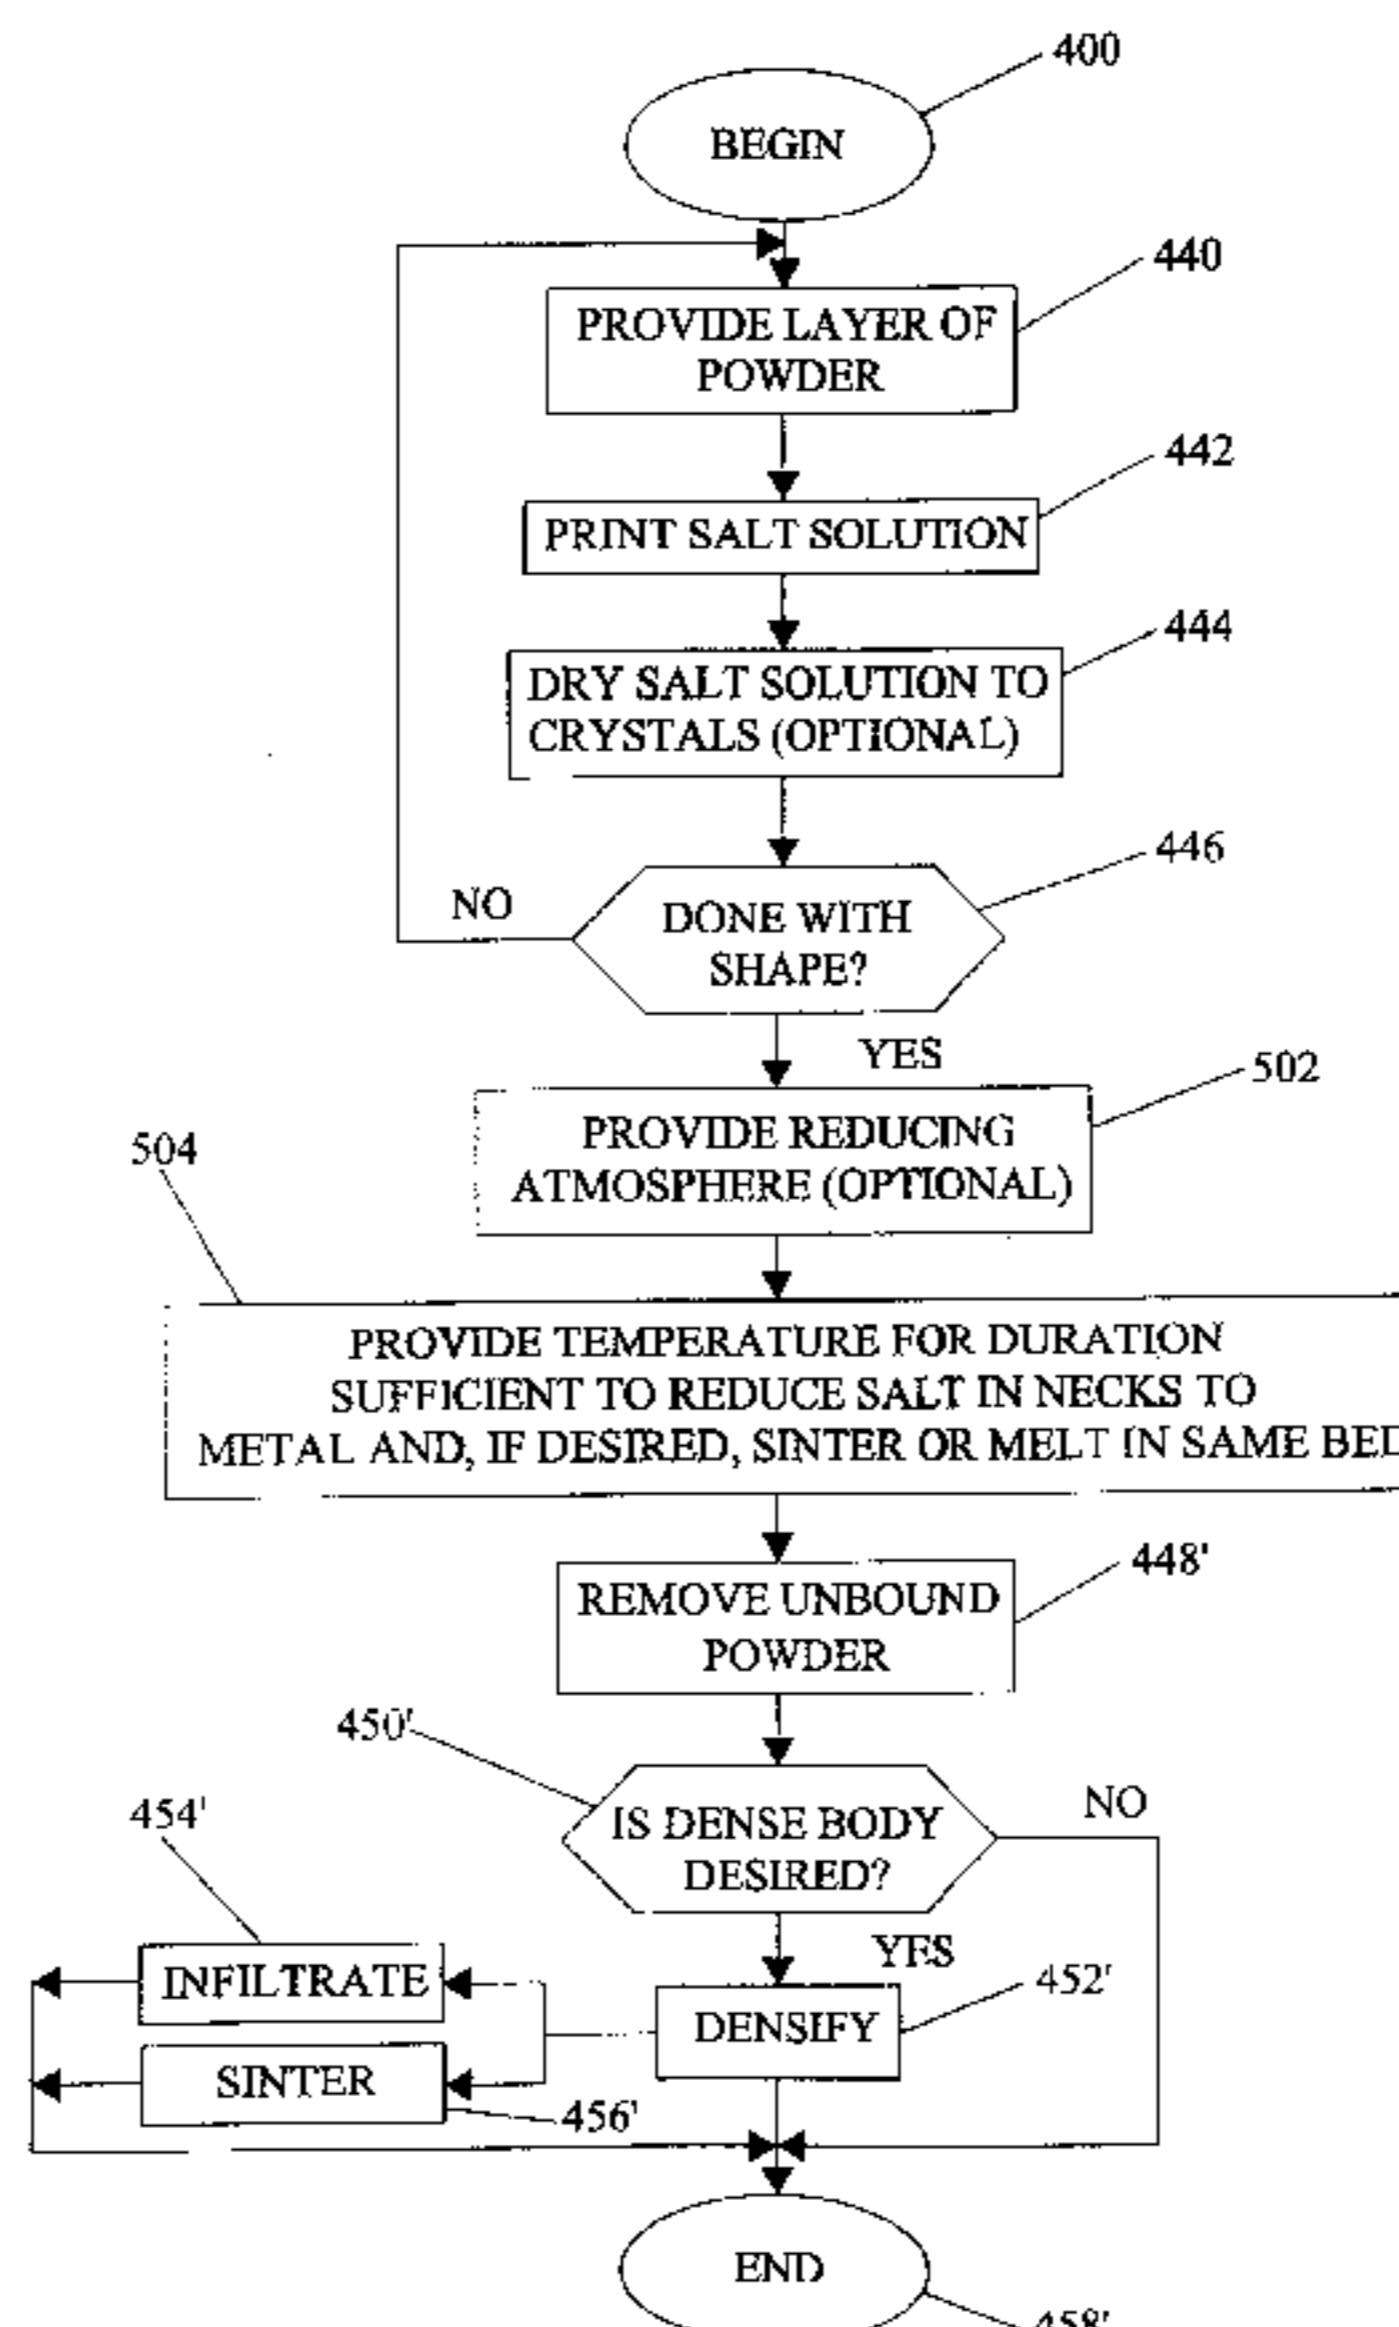 400
BEGIN
440
PROVIDE LAYER OF
POWDER
442
PRINT SALT SOLUTION
444
DRY SALT SOLUTION TO
CRYSTALS (OPTIONAL)
446
NO
DONE WITH
SHAPE?
YES
502
PROVIDE REDUCING
ATMOSPHERE (OPTIONAL)
504
PROVIDE TEMPERATURE FOR DURATION
SUFFICIENT TO REDUCE SALT IN NECKS TO
METAL AND, IF DESIRED, SINTER OR MELT IN SAME BED
448'
REMOVE UNBOUND
POWDER
450'
IS DENSE BODY
DESIRED?
NO
YES
454'
INFILTRATE
452'
DENSIFY
SINTER
456'
END
458'